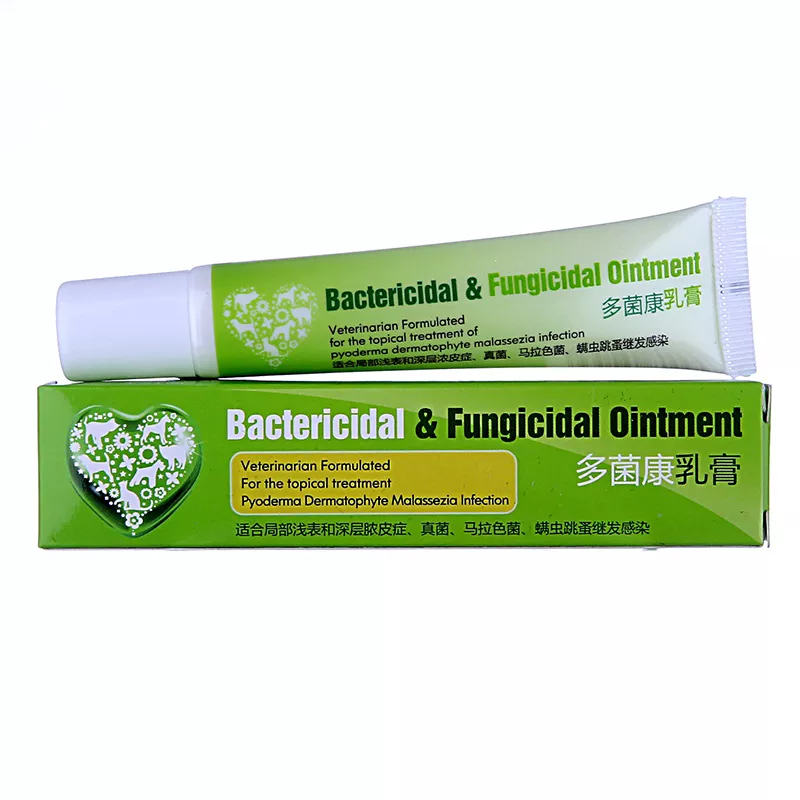 Bactericidal & Fungicidal Ointment
多菌康乳膏
Veterinarian Formulated
for the topical treatment of
pyoderma dermatophyte malassezia infection
适合局部浅表和深层浓皮症、真菌、马拉色菌、螨虫跳蚤继发感染
Bactericidal & Fungicidal Ointment
多菌康乳膏
Veterinarian Formulated
For the topical treatment
Pyoderma Dermatophyte Malassezia Infection
适合局部浅表和深层脓皮症、真菌、马拉色菌、螨虫跳蚤继发感染